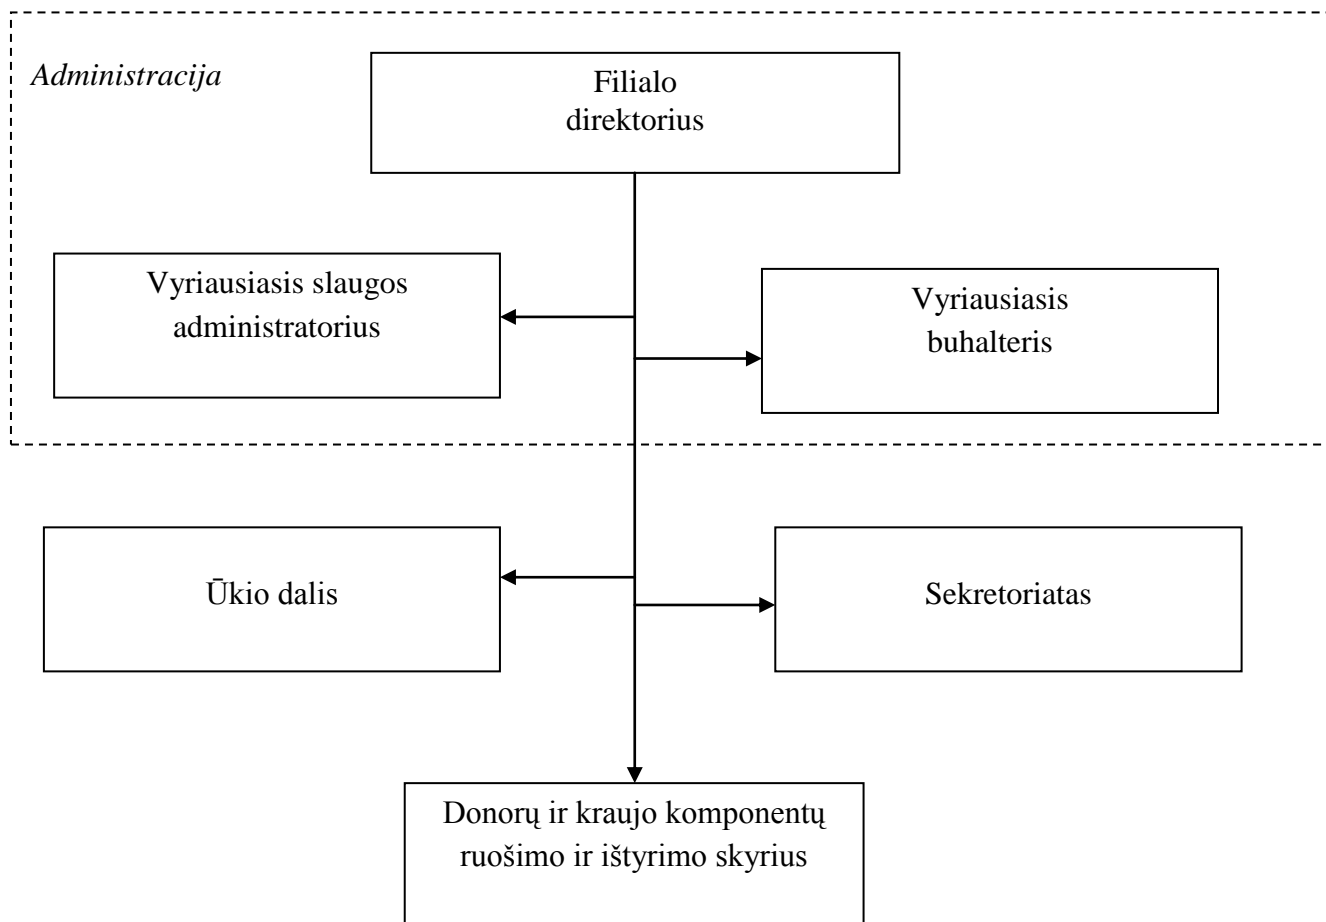 Administracija
Filialo
direktorius
Vyriausiasis slaugos
administratorius
Vyriausiasis
buhalteris
Ūkio dalis
Sekretoriatas
Donorų ir kraujo komponentų
ruošimo ir ištyrimo skyrius